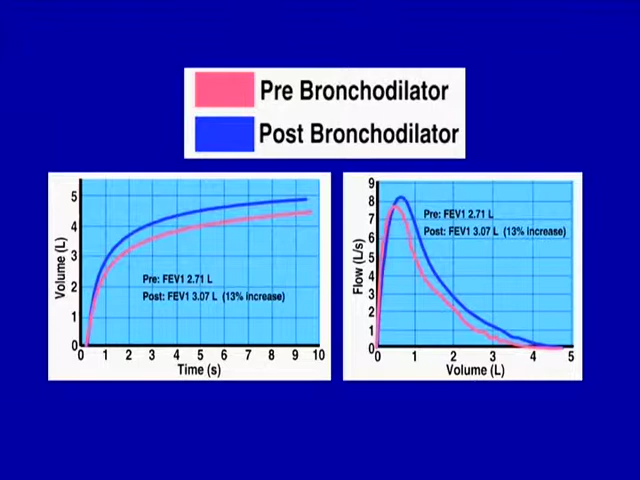 Pre Bronchodilator
Post Bronchodilator
Volume (L)
5
4
3
2
1
0
Pre: FEV1 2.71 L
Post: FEV1 3.07 L (13% increase)
0 1 2 3 4 5 6 7 8 9 10
Time (s)
Flow (L/s)
9
8
7
6
5
4
3
2
1
0
Pre: FEV1 2.71 L
Post: FEV1 3.07 L (13% increase)
0 1 2 3 4 5
Volume (L)